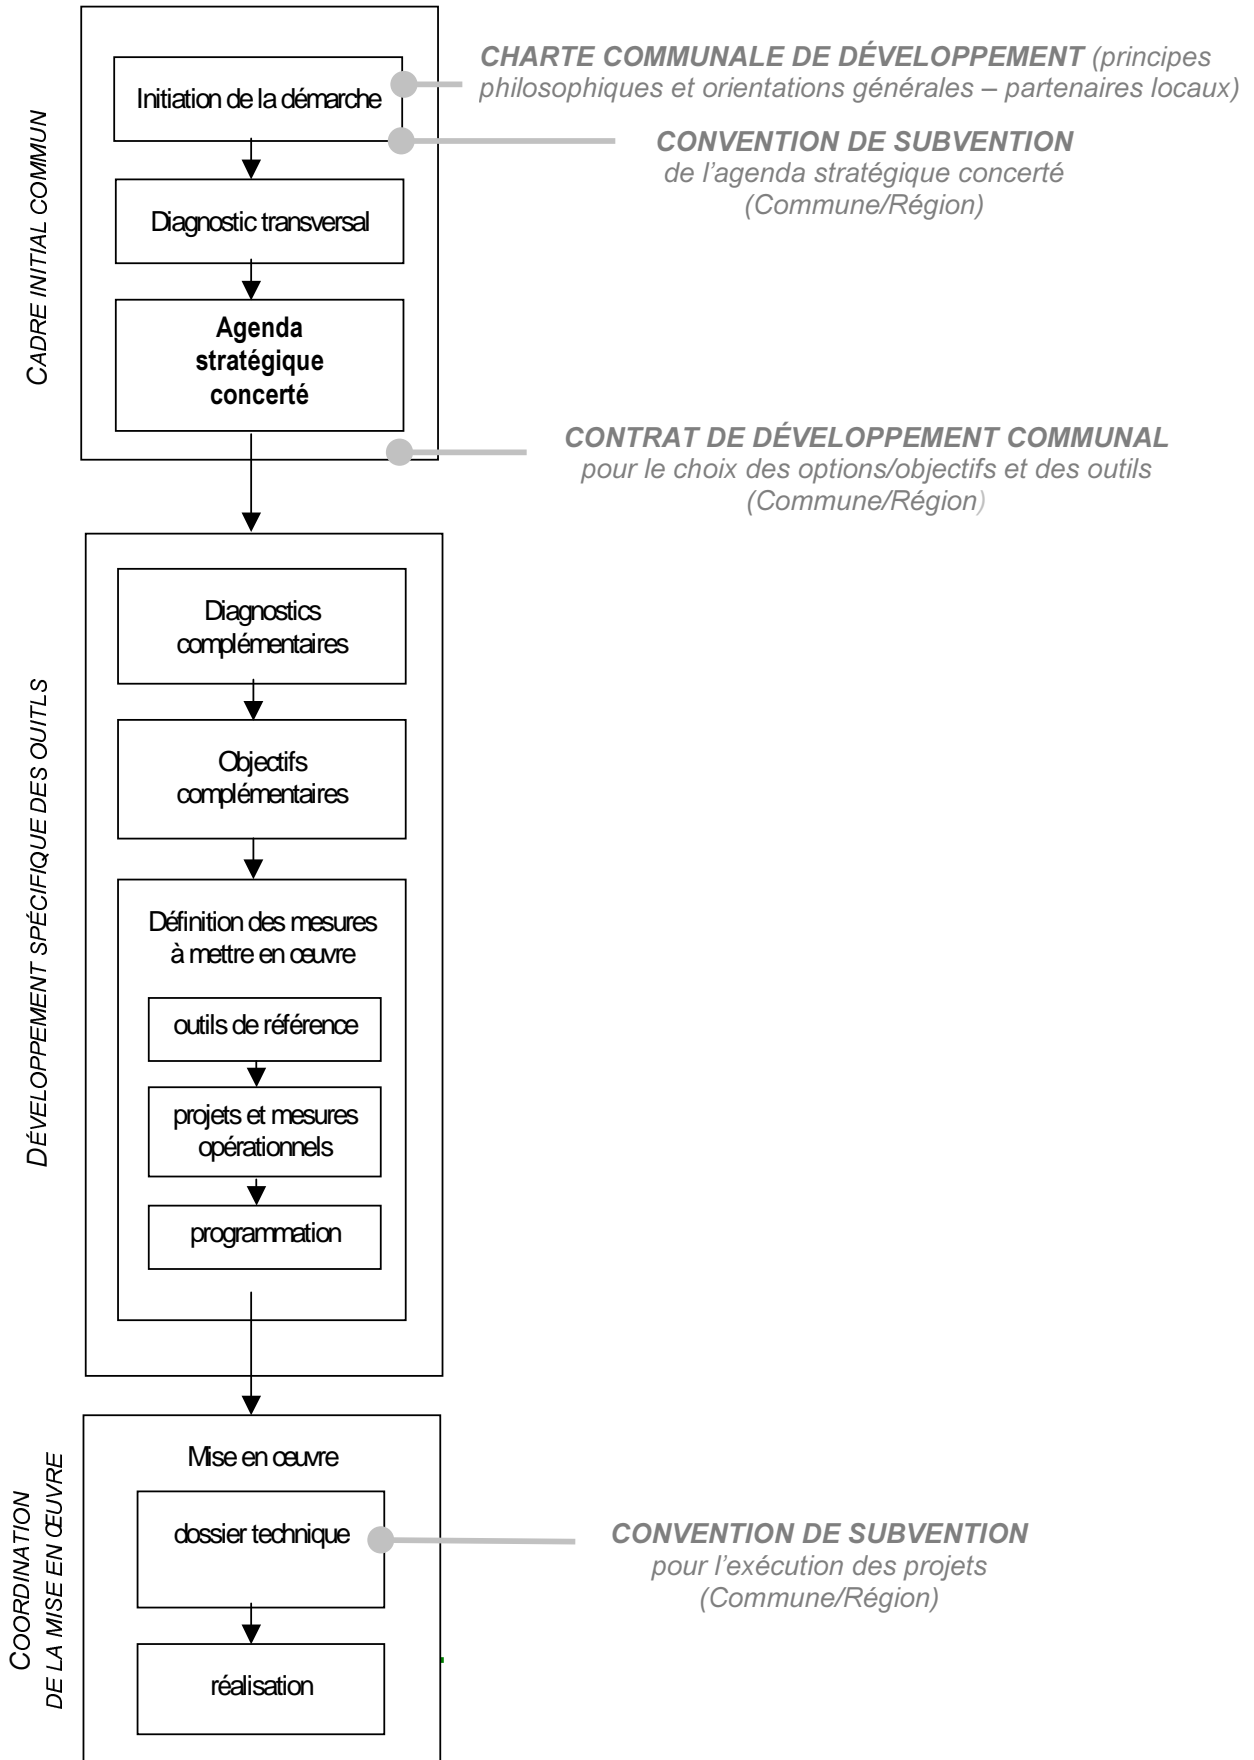 CADRE INITIAL COMMUN
Initiation de la démarche
CHARTE COMMUNALE DE DÉVELOPPEMENT (principes
philosophiques et orientations générales – partenaires locaux)
CONVENTION DE SUBVENTION
de l'agenda stratégique concerté
(Commune/Région)
Diagnostic transversal
Agenda
stratégique
concerté
CONTRAT DE DÉVELOPPEMENT COMMUNAL
pour le choix des options/objectifs et des outils
(Commune/Région)
DÉVELOPPEMENT SPÉCIFIQUE DES OUITLS
Diagnostics
complémentaires
Objectifs
complémentaires
Définition des mesures
à mettre en œuvre
outils de référence
projets et mesures
opérationnels
programmation
COORDINATION
DE LA MISE EN ŒUVRE
Mise en œuvre
dossier technique
CONVENTION DE SUBVENTION
pour l'exécution des projets
(Commune/Région)
réalisation